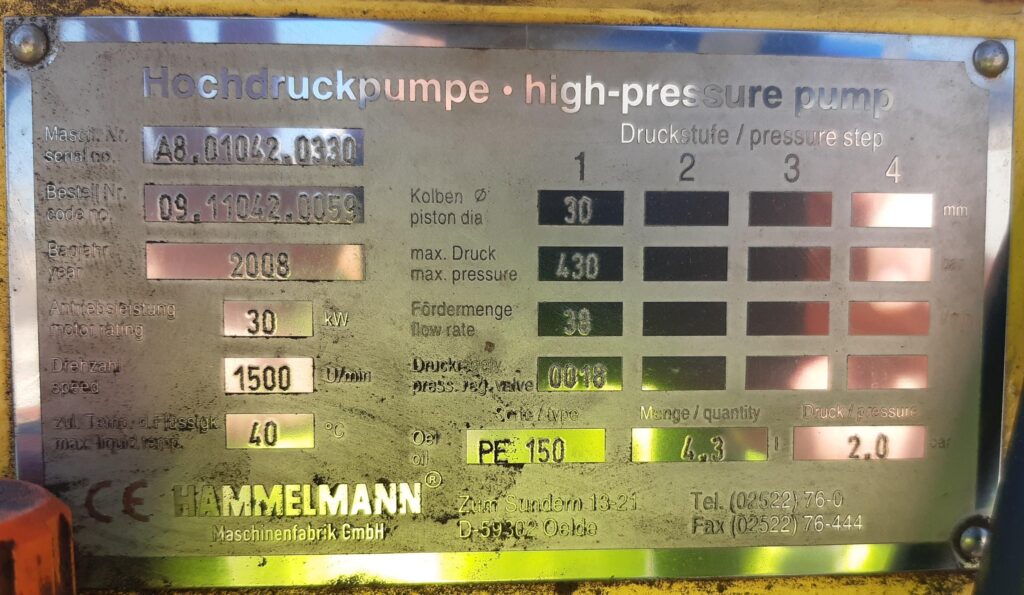 Hochdruckpumpe • high-pressure pump
Masch. Nr. serial no. A8.01042.0330
Bestell Nr. code no. 09.11042.0059
Baujahr year 2008
Antriebsleistung motor rating 30 kW
Drehzahl speed 1500 U/min
zul. Temp. d. Flüssigk. max. liquid temp. 40 °C
Druckstufe / pressure step
1 2 3 4
Kolben Ø piston dia 30 mm
max. Druck max. pressure 430 bar
Fördermenge flow rate 38
press. reg. valve 0018
Sorte / type Menge / quantity Druck / pressure
Oel oil PE 150 4.3 l 2.0 bar
CE HAMMELMANN®
Maschinenfabrik GmbH
Zum Sundern 13-21
D-59302 Oelde
Tel. (02522) 76-0
Fax (02522) 76-444